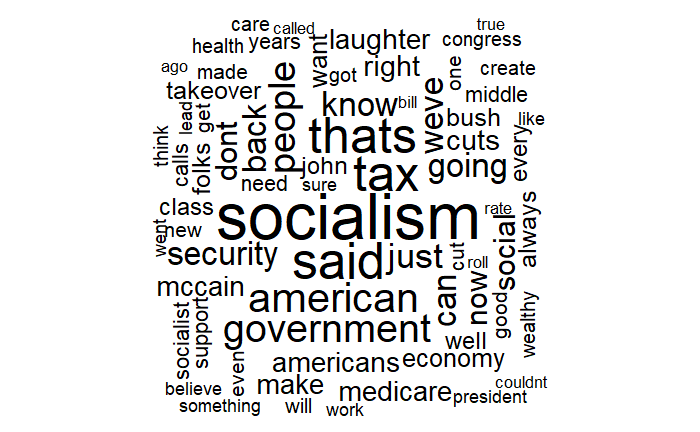 care
called
true
health
years
want
laughter
congress
ago
made
got
right
one
create
takeover
people
know
bill
weve
middle
think
calls
lead
folks
get
dont
back
thats
bush
like
john
cuts
every
need
sure
tax
going
class
socialism
rate
new
went
security
said
just
cut
roll
social
always
mccain
american
can
now
good
wealthy
socialist
support
government
well
even
americans
economy
believe
make
medicare
couldnt
president
something
will
work